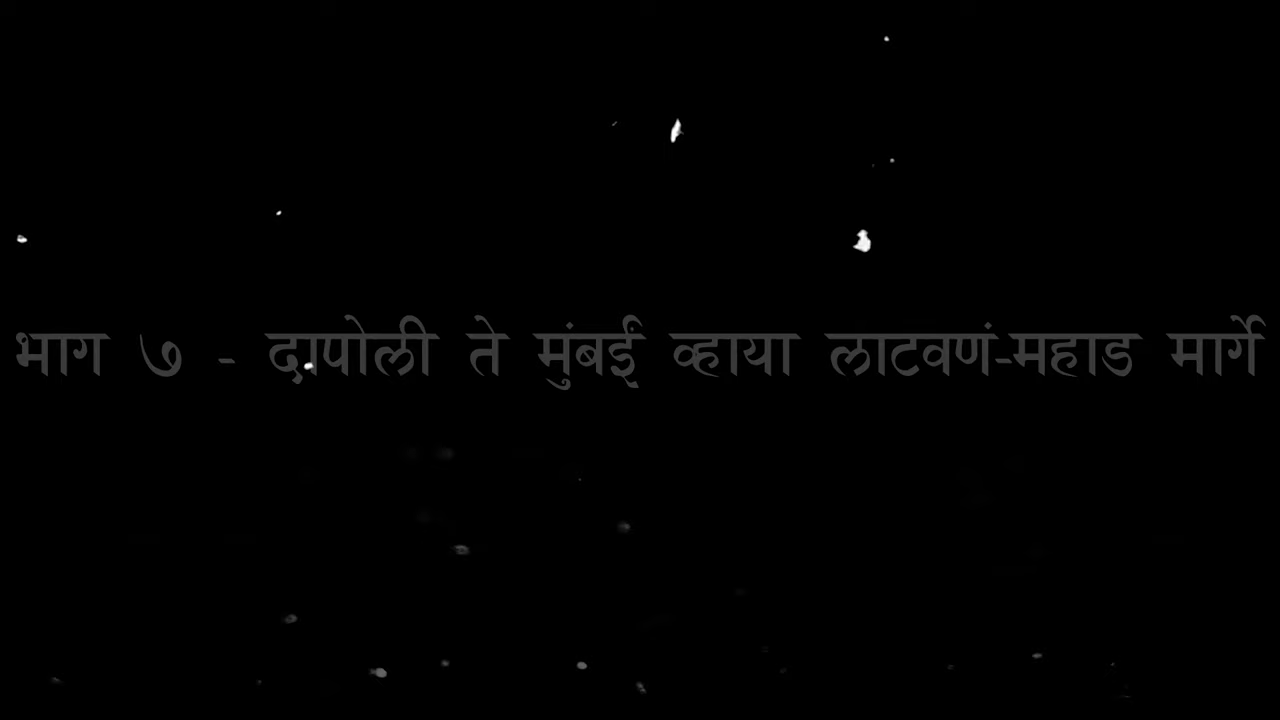 भाग ७ - दापोली ते मुंबईं व्हाया लाटवणं-महाड मार्गे